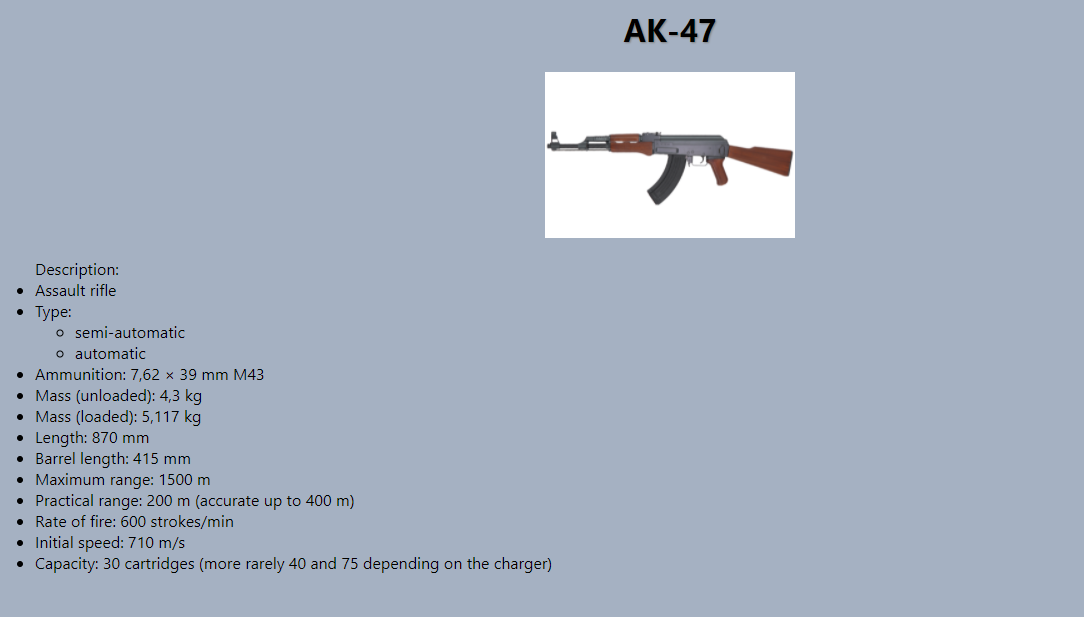 AK-47
Description:
Assault rifle
Type:
semi-automatic
automatic
Ammunition: 7,62 × 39 mm M43
Mass (unloaded): 4,3 kg
Mass (loaded): 5,117 kg
Length: 870 mm
Barrel length: 415 mm
Maximum range: 1500 m
Practical range: 200 m (accurate up to 400 m)
Rate of fire: 600 strokes/min
Initial speed: 710 m/s
Capacity: 30 cartridges (more rarely 40 and 75 depending on the charger)